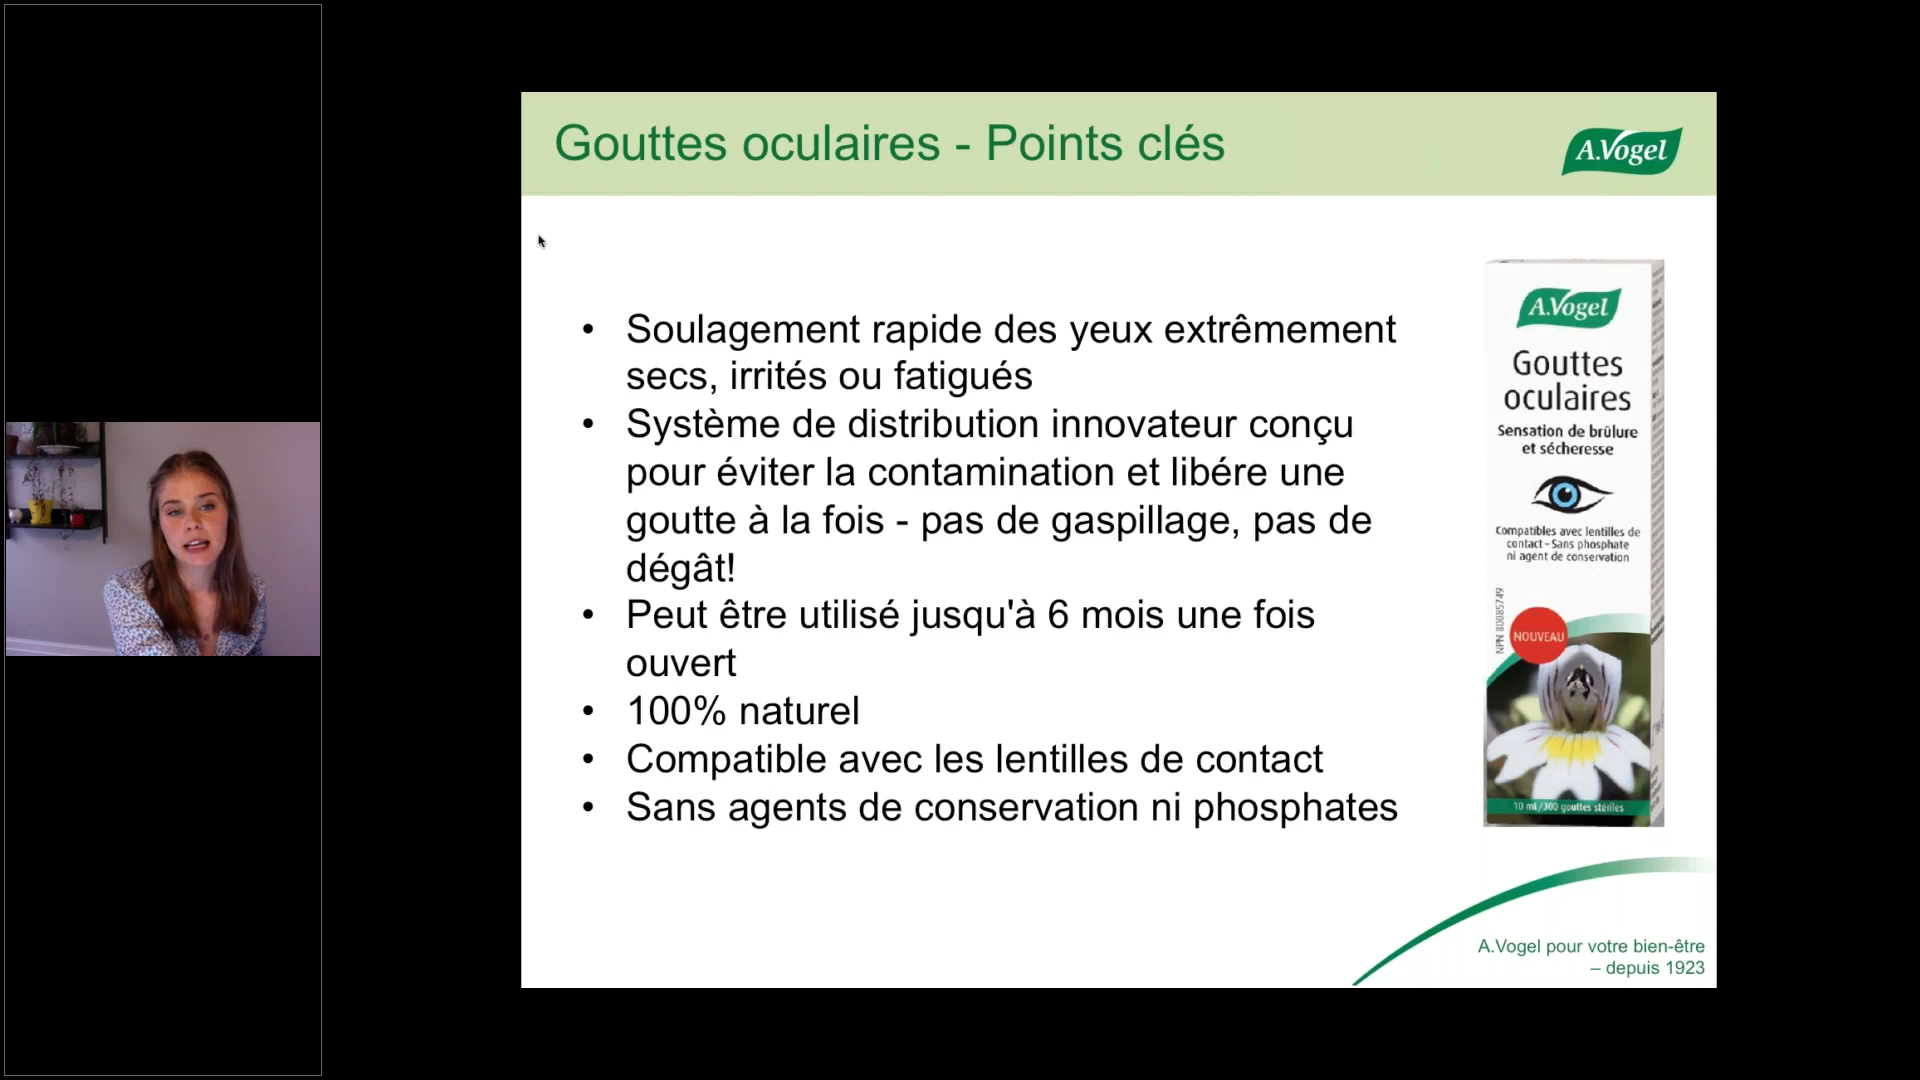 Gouttes oculaires - Points clés
A.Vogel
• Soulagement rapide des yeux extrêmement
secs, irrités ou fatigués
• Système de distribution innovateur conçu
pour éviter la contamination et libére une
goutte à la fois - pas de gaspillage, pas de
dégât!
• Peut être utilisé jusqu'à 6 mois une fois
ouvert
• 100% naturel
• Compatible avec les lentilles de contact
• Sans agents de conservation ni phosphates
A.Vogel
Gouttes
oculaires
Sensation de brûlure
et sécheresse
Compatibles avec lentilles de
contact – Sans phosphate
ni agent de conservation
NPN 80085749
NOUVEAU
10 ml/300 gouttes stériles
A.Vogel pour votre bien-être
– depuis 1923